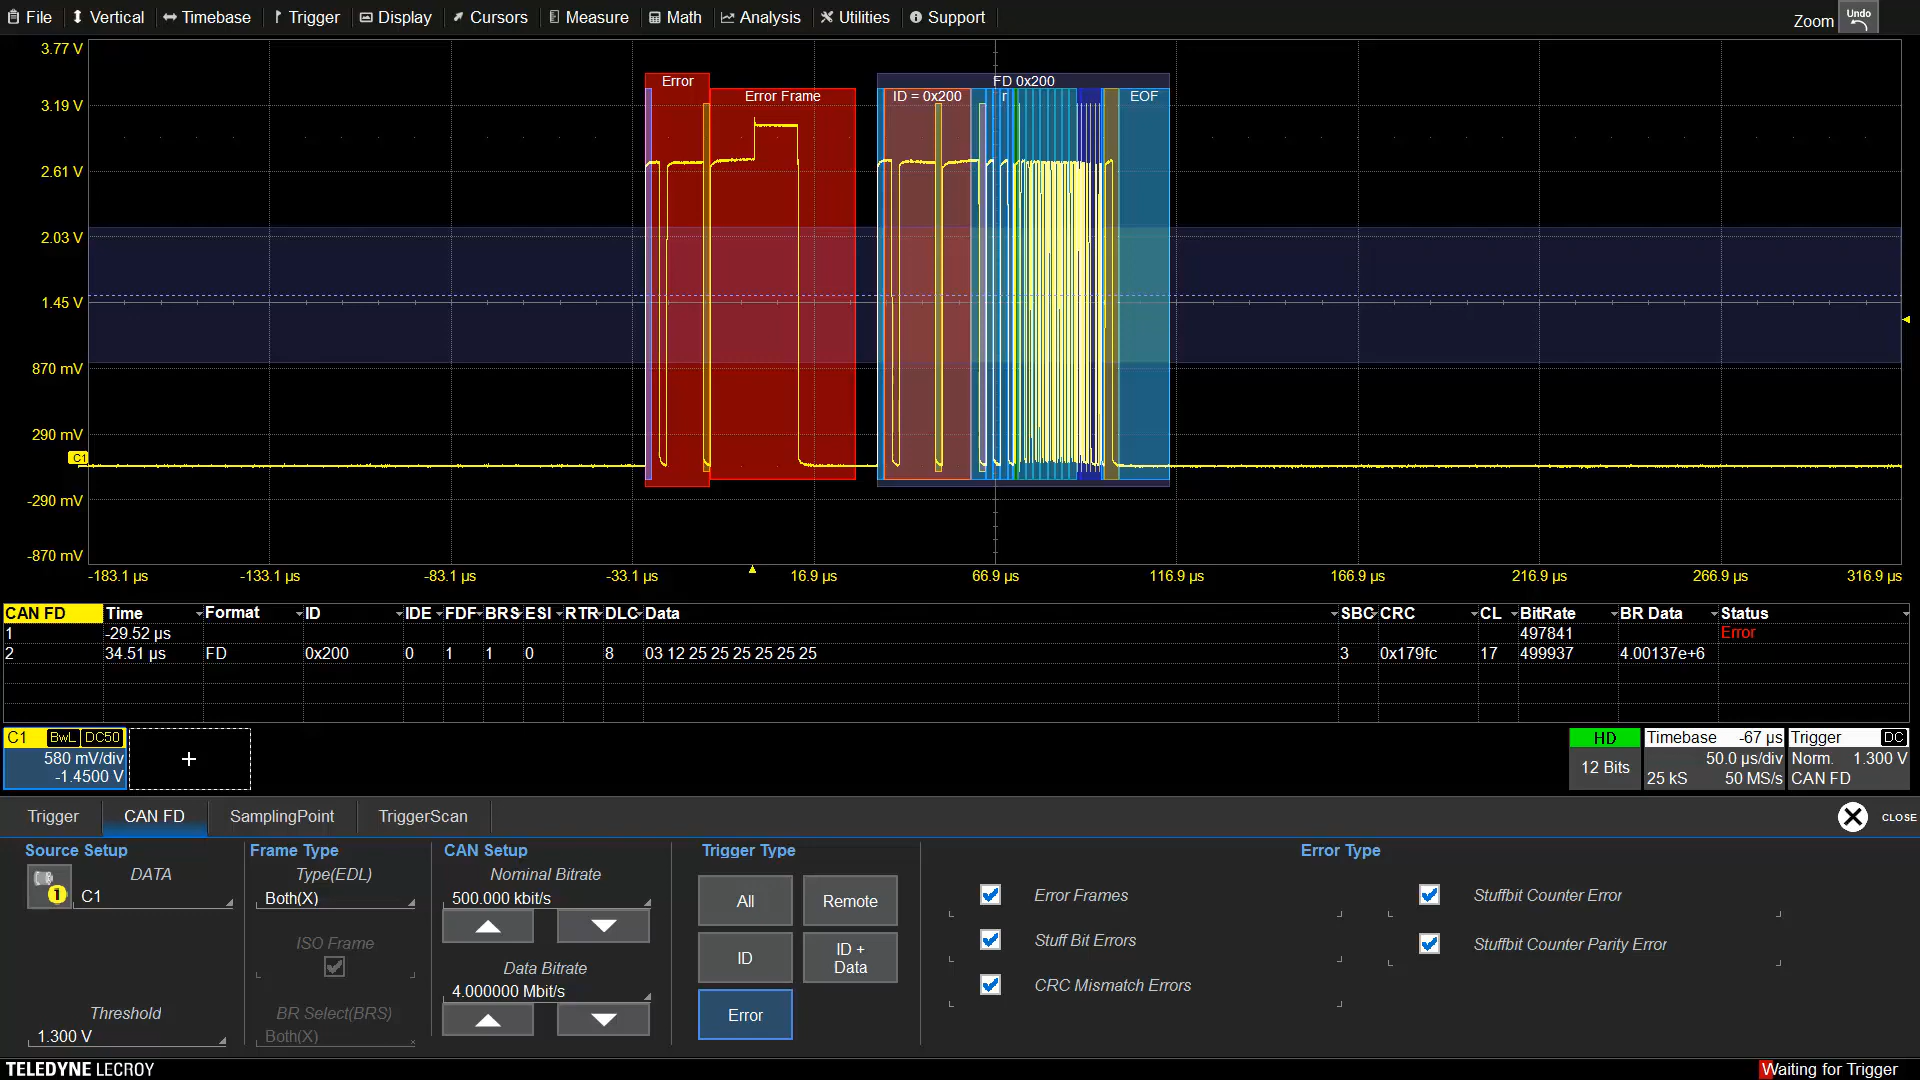 File Vertical Timebase Trigger Display Cursors Measure Math Analysis Utilities Support Zoom Undo
3.77 V
3.19 V
2.61 V
2.03 V
1.45 V
870 mV
290 mV
C1
-290 mV
-870 mV
Error
Error Frame
FD 0x200
ID = 0x200
r
EOF
-183.1 µs -133.1 µs -83.1 µs -33.1 µs 16.9 µs 66.9 µs 116.9 µs 166.9 µs 216.9 µs 266.9 µs 316.9 µs
CAN FD Time Format ID IDE FDF BRS ESI RTR DLC Data SBC CRC CL BitRate BR Data Status
1 -29.52 µs 497841 Error
2 34.51 µs FD 0x200 0 1 1 0 8 03 12 25 25 25 25 25 25 3 0x179fc 17 499937 4.00137e+6
C1 BwL DC50
580 mV/div
-1.4500 V
+
HD
12 Bits
Timebase -67 µs
50.0 µs/div
25 kS 50 MS/s
Trigger DC
Norm. 1.300 V
CAN FD
Trigger CAN FD SamplingPoint TriggerScan CLOSE
Source Setup
DATA
1
C1
Threshold
1.300 V
Frame Type
Type(EDL)
Both(X)
ISO Frame
BR Select(BRS)
Both(X)
CAN Setup
Nominal Bitrate
500.000 kbit/s
Data Bitrate
4.000000 Mbit/s
Trigger Type
All Remote
ID ID +
Data
Error
Error Type
Error Frames
Stuff Bit Errors
CRC Mismatch Errors
Stuffbit Counter Error
Stuffbit Counter Parity Error
TELEDYNE LECROY
Waiting for Trigger